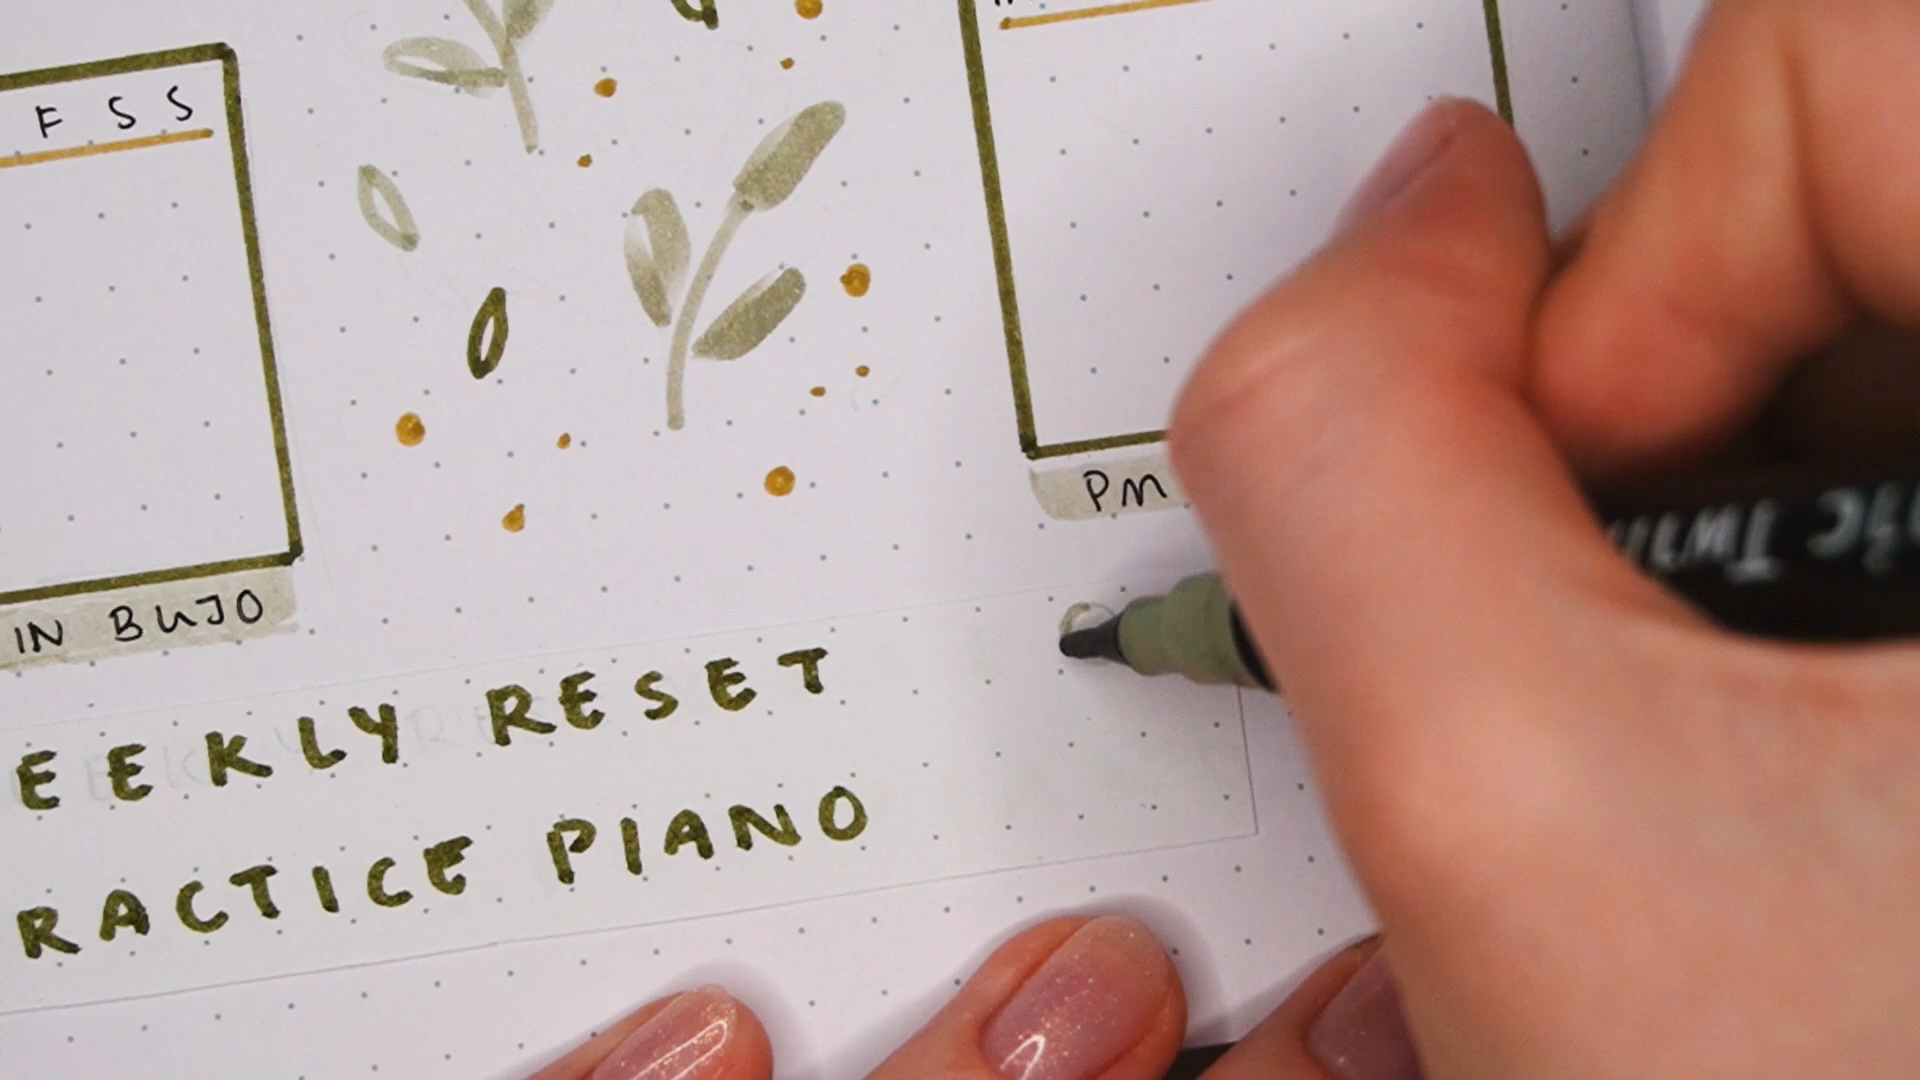 F S S
PM
IN BUJO
EEKLY RESET
RACTICE PIANO